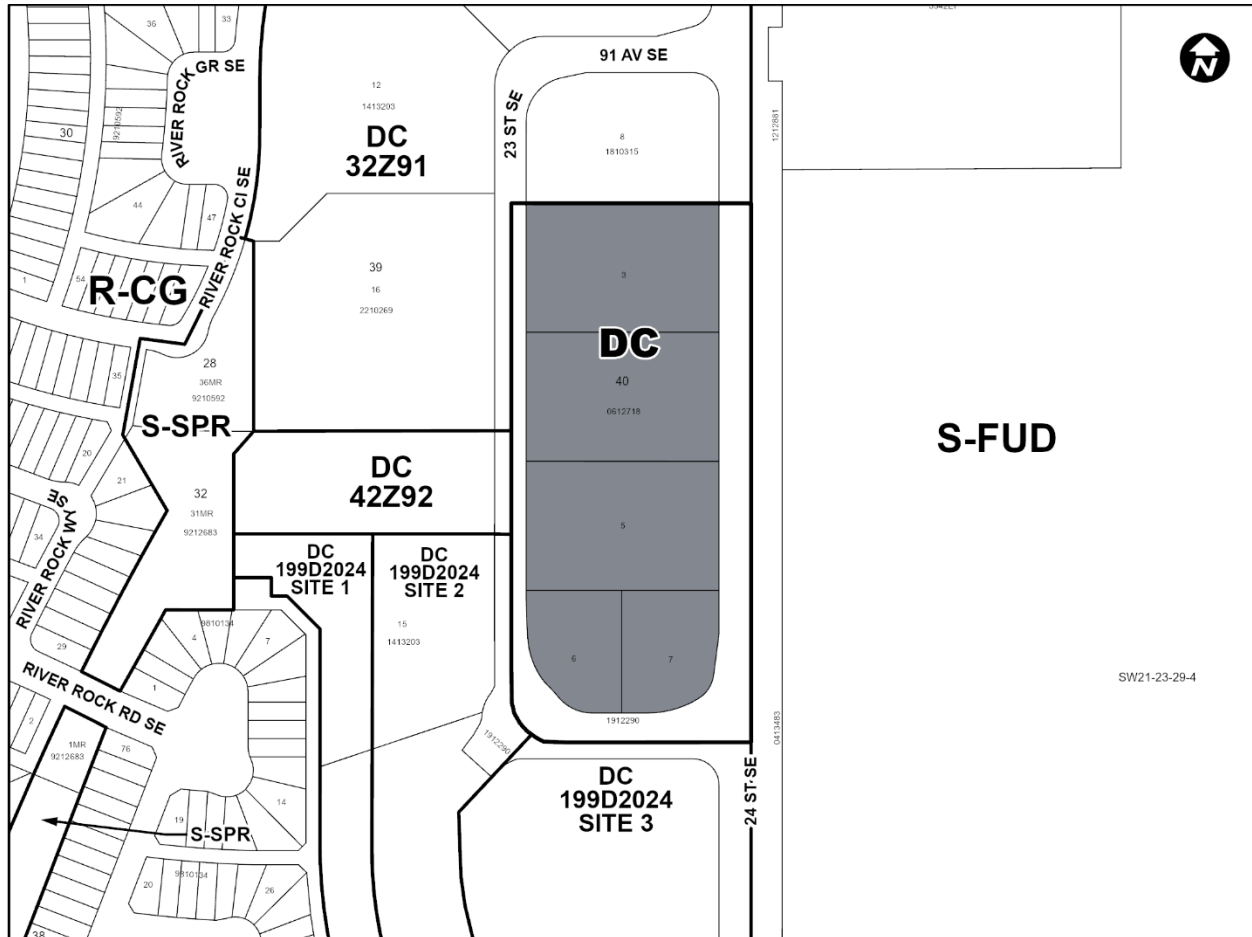 36
33
30
9210592
RIVER ROCK GR SE
44
47
RIVER ROCK CI SE
1
54
R-CG
35
28
36MR
9210592
S-SPR
20
21
32
31MR
9212683
34
RIVER ROCK WY SE
29
RIVER ROCK RD SE
2
1MR
9212683
76
9810134
4
7
1
14
19
S-SPR
9810134
20
26
38
12
1413203
DC
32Z91
39
16
2210269
DC
42Z92
DC
199D2024
SITE 1
DC
199D2024
SITE 2
15
1413203
1912290
23 ST SE
91 AV SE
8
1810315
3
DC
40
0612718
5
6
7
1912290
DC
199D2024
SITE 3
24 ST SE
1212881
0413483
N
S-FUD
SW21-23-29-4